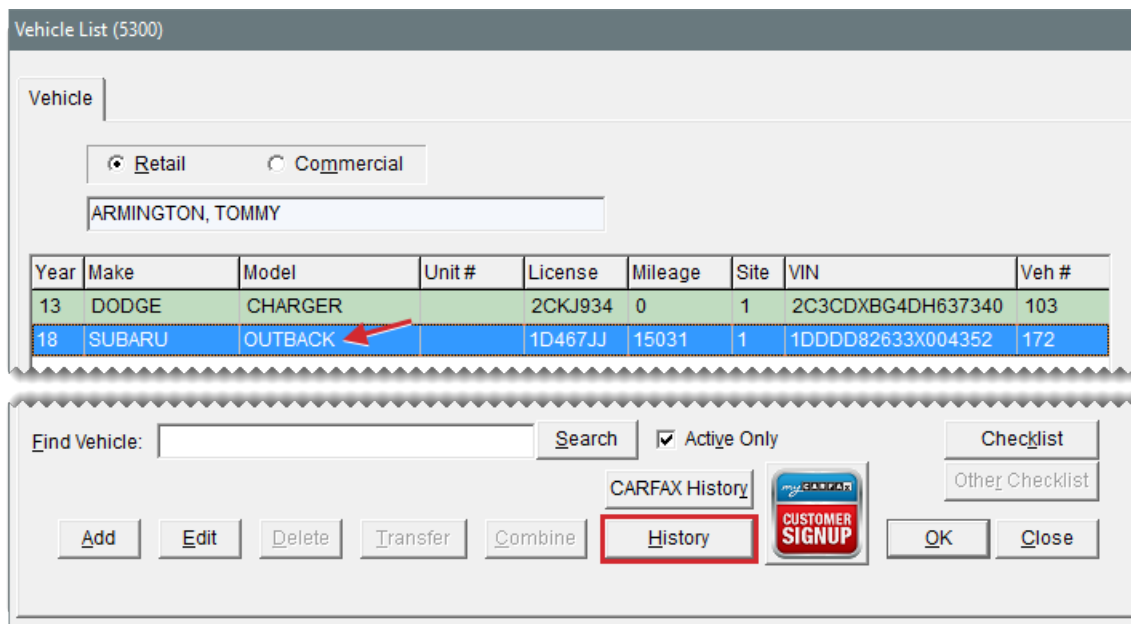 Vehicle List (5300)
Vehicle
Retail Commercial
ARMINGTON, TOMMY
Year Make Model Unit # License Mileage Site VIN Veh #
13 DODGE CHARGER 2CKJ934 0 1 2C3CDXBG4DH637340 103
18 SUBARU OUTBACK 1D467JJ 15031 1 1DDDD82633X004352 172
Find Vehicle: Search Active Only Checklist
CARFAX History myCARFAX Other Checklist
CUSTOMER
SIGNUP
Add Edit Delete Transfer Combine History OK Close